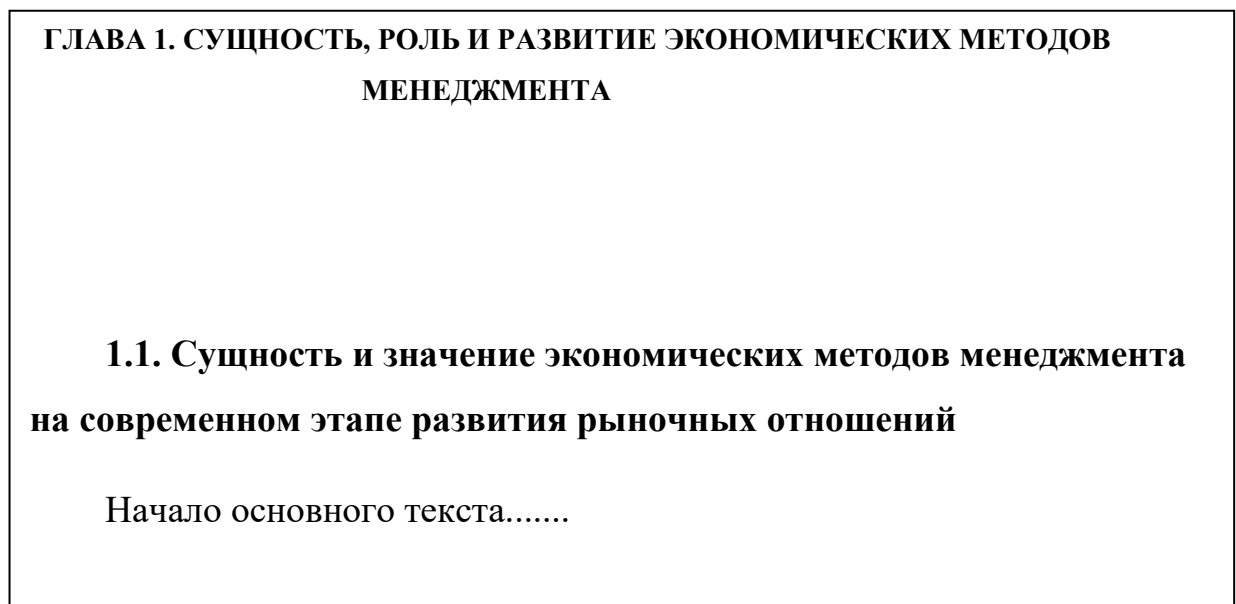 ГЛАВА 1. СУЩНОСТЬ, РОЛЬ И РАЗВИТИЕ ЭКОНОМИЧЕСКИХ МЕТОДОВ
МЕНЕДЖМЕНТА
1.1. Сущность и значение экономических методов менеджмента
на современном этапе развития рыночных отношений
Начало основного текста.......